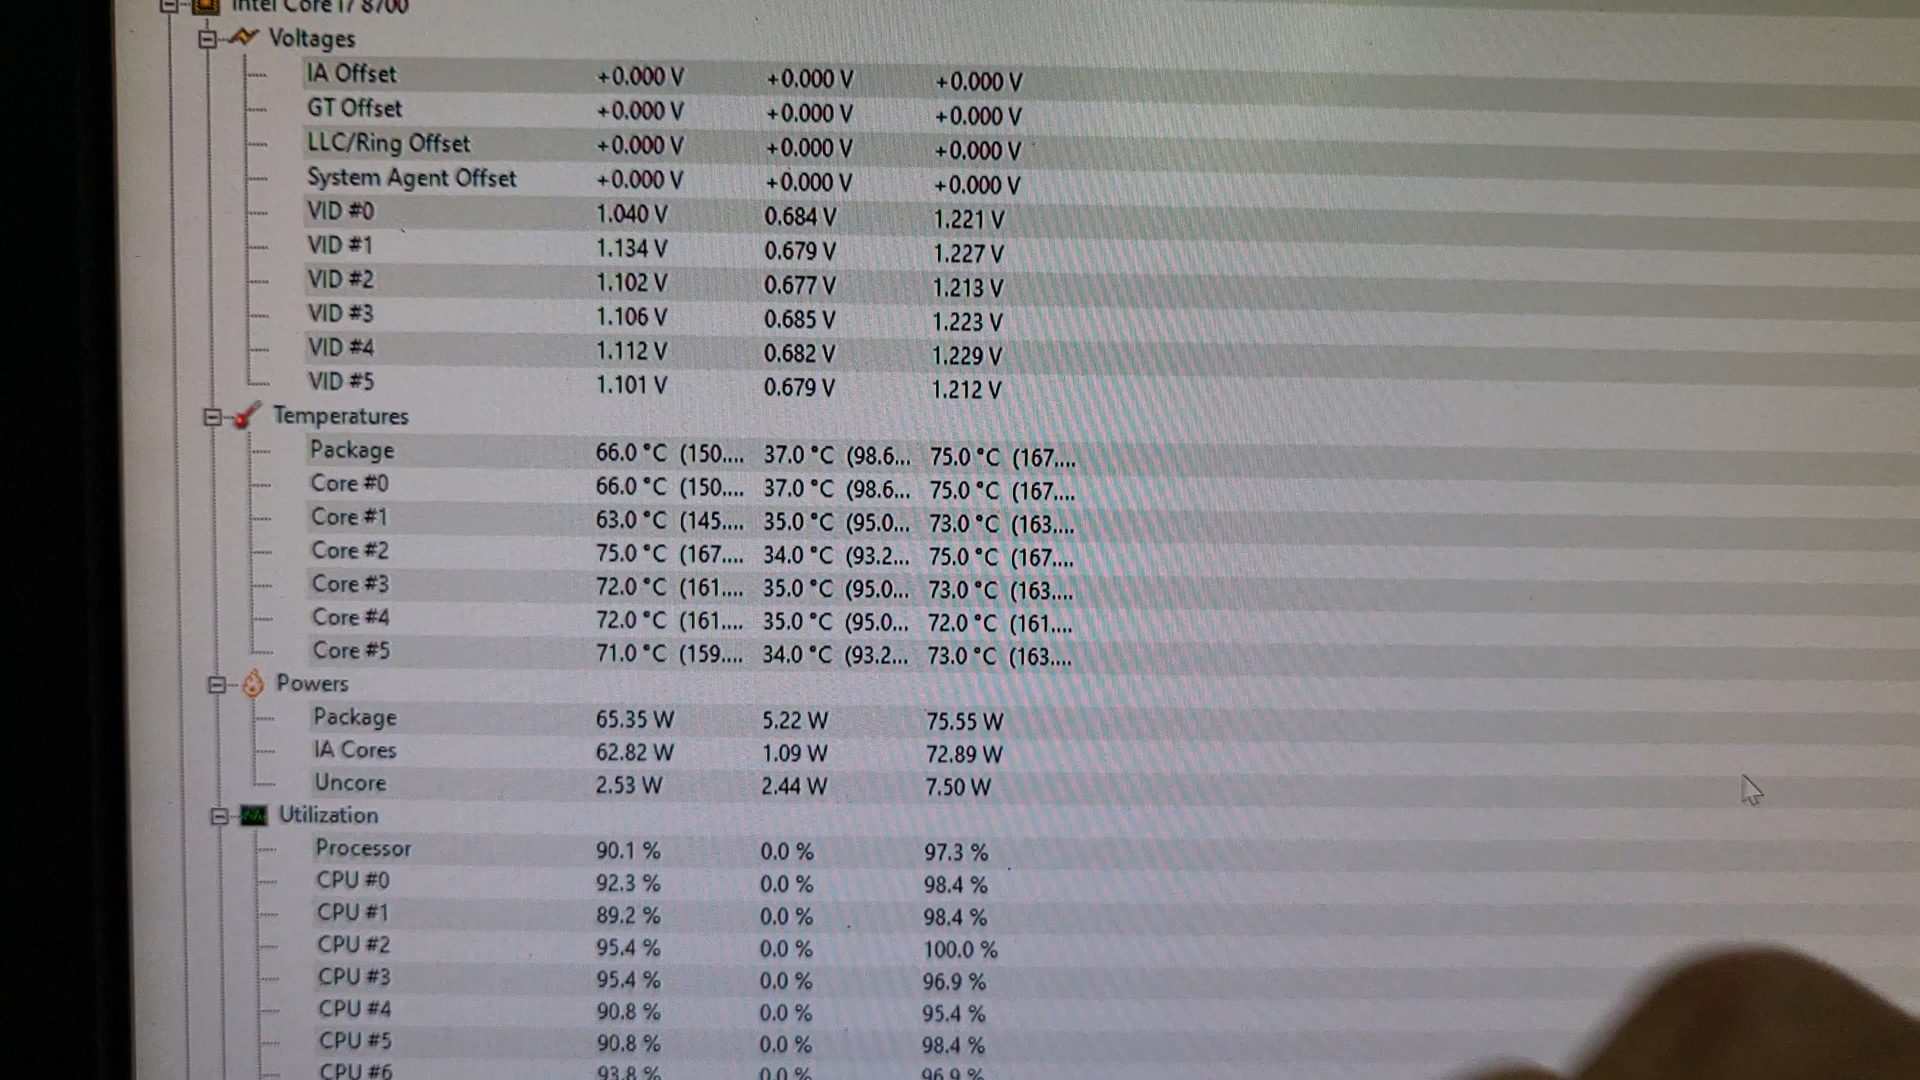 Intel Core i7 8700
Voltages
IA Offset +0.000 V +0.000 V +0.000 V
GT Offset +0.000 V +0.000 V +0.000 V
LLC/Ring Offset +0.000 V +0.000 V +0.000 V
System Agent Offset +0.000 V +0.000 V +0.000 V
VID #0 1.040 V 0.684 V 1.221 V
VID #1 1.134 V 0.679 V 1.227 V
VID #2 1.102 V 0.677 V 1.213 V
VID #3 1.106 V 0.685 V 1.223 V
VID #4 1.112 V 0.682 V 1.229 V
VID #5 1.101 V 0.679 V 1.212 V
Temperatures
Package 66.0 °C (150.... 37.0 °C (98.6... 75.0 °C (167....
Core #0 66.0 °C (150.... 37.0 °C (98.6... 75.0 °C (167....
Core #1 63.0 °C (145.... 35.0 °C (95.0... 73.0 °C (163....
Core #2 75.0 °C (167.... 34.0 °C (93.2... 75.0 °C (167....
Core #3 72.0 °C (161.... 35.0 °C (95.0... 73.0 °C (163....
Core #4 72.0 °C (161.... 35.0 °C (95.0... 72.0 °C (161....
Core #5 71.0 °C (159.... 34.0 °C (93.2... 73.0 °C (163....
Powers
Package 65.35 W 5.22 W 75.55 W
IA Cores 62.82 W 1.09 W 72.89 W
Uncore 2.53 W 2.44 W 7.50 W
Utilization
Processor 90.1 % 0.0 % 97.3 %
CPU #0 92.3 % 0.0 % 98.4 %
CPU #1 89.2 % 0.0 % 98.4 %
CPU #2 95.4 % 0.0 % 100.0 %
CPU #3 95.4 % 0.0 % 96.9 %
CPU #4 90.8 % 0.0 % 95.4 %
CPU #5 90.8 % 0.0 % 98.4 %
CPU #6 93.8 % 0.0 % 96.9 %